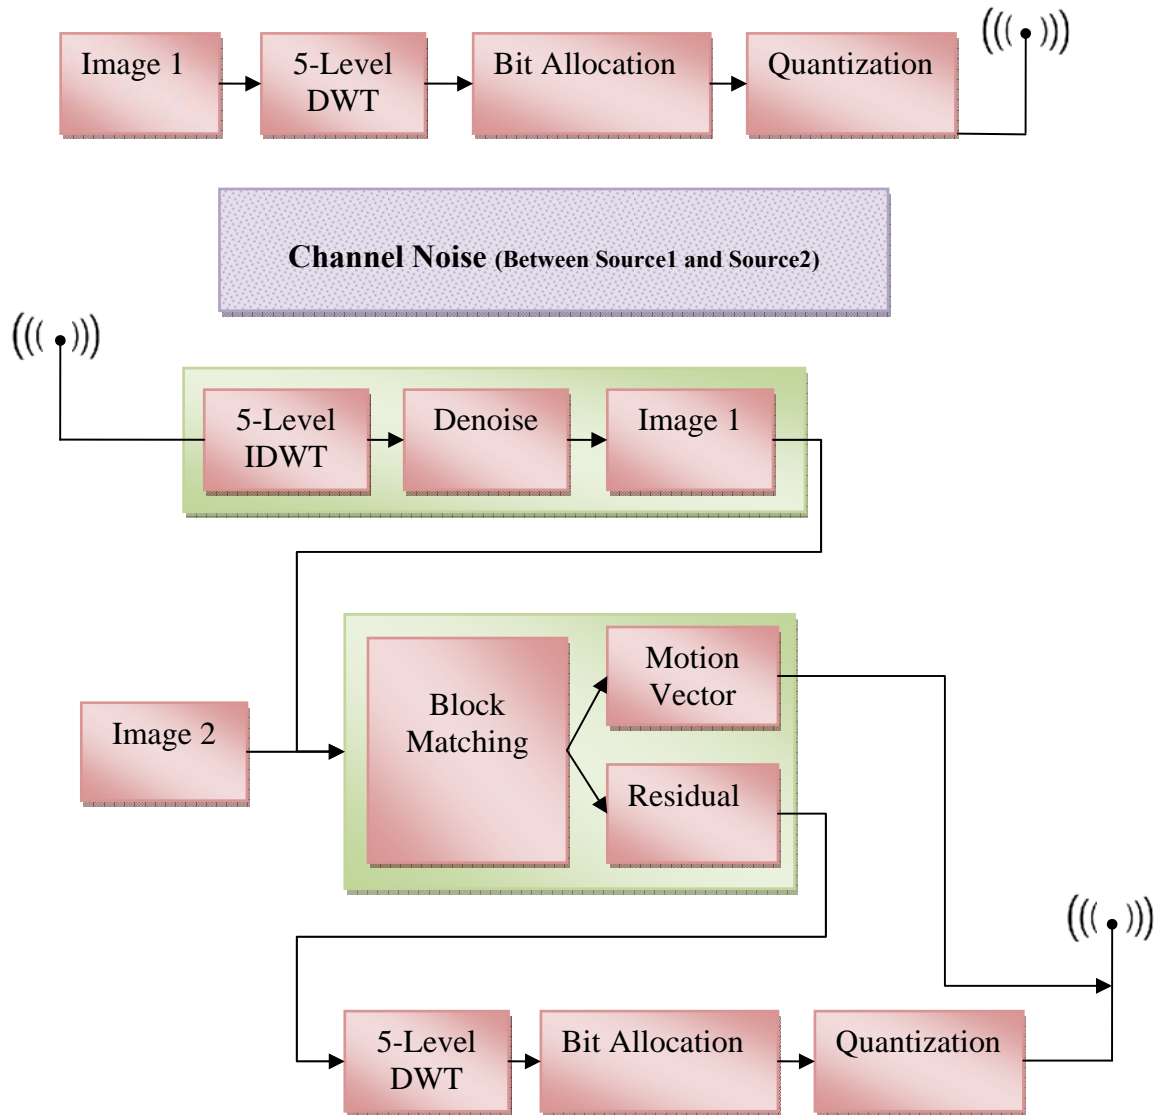 Image 1
5-Level
DWT
Bit Allocation
Quantization
Channel Noise (Between Source1 and Source2)
5-Level
IDWT
Denoise
Image 1
Block
Matching
Motion
Vector
Image 2
Residual
5-Level
DWT
Bit Allocation
Quantization